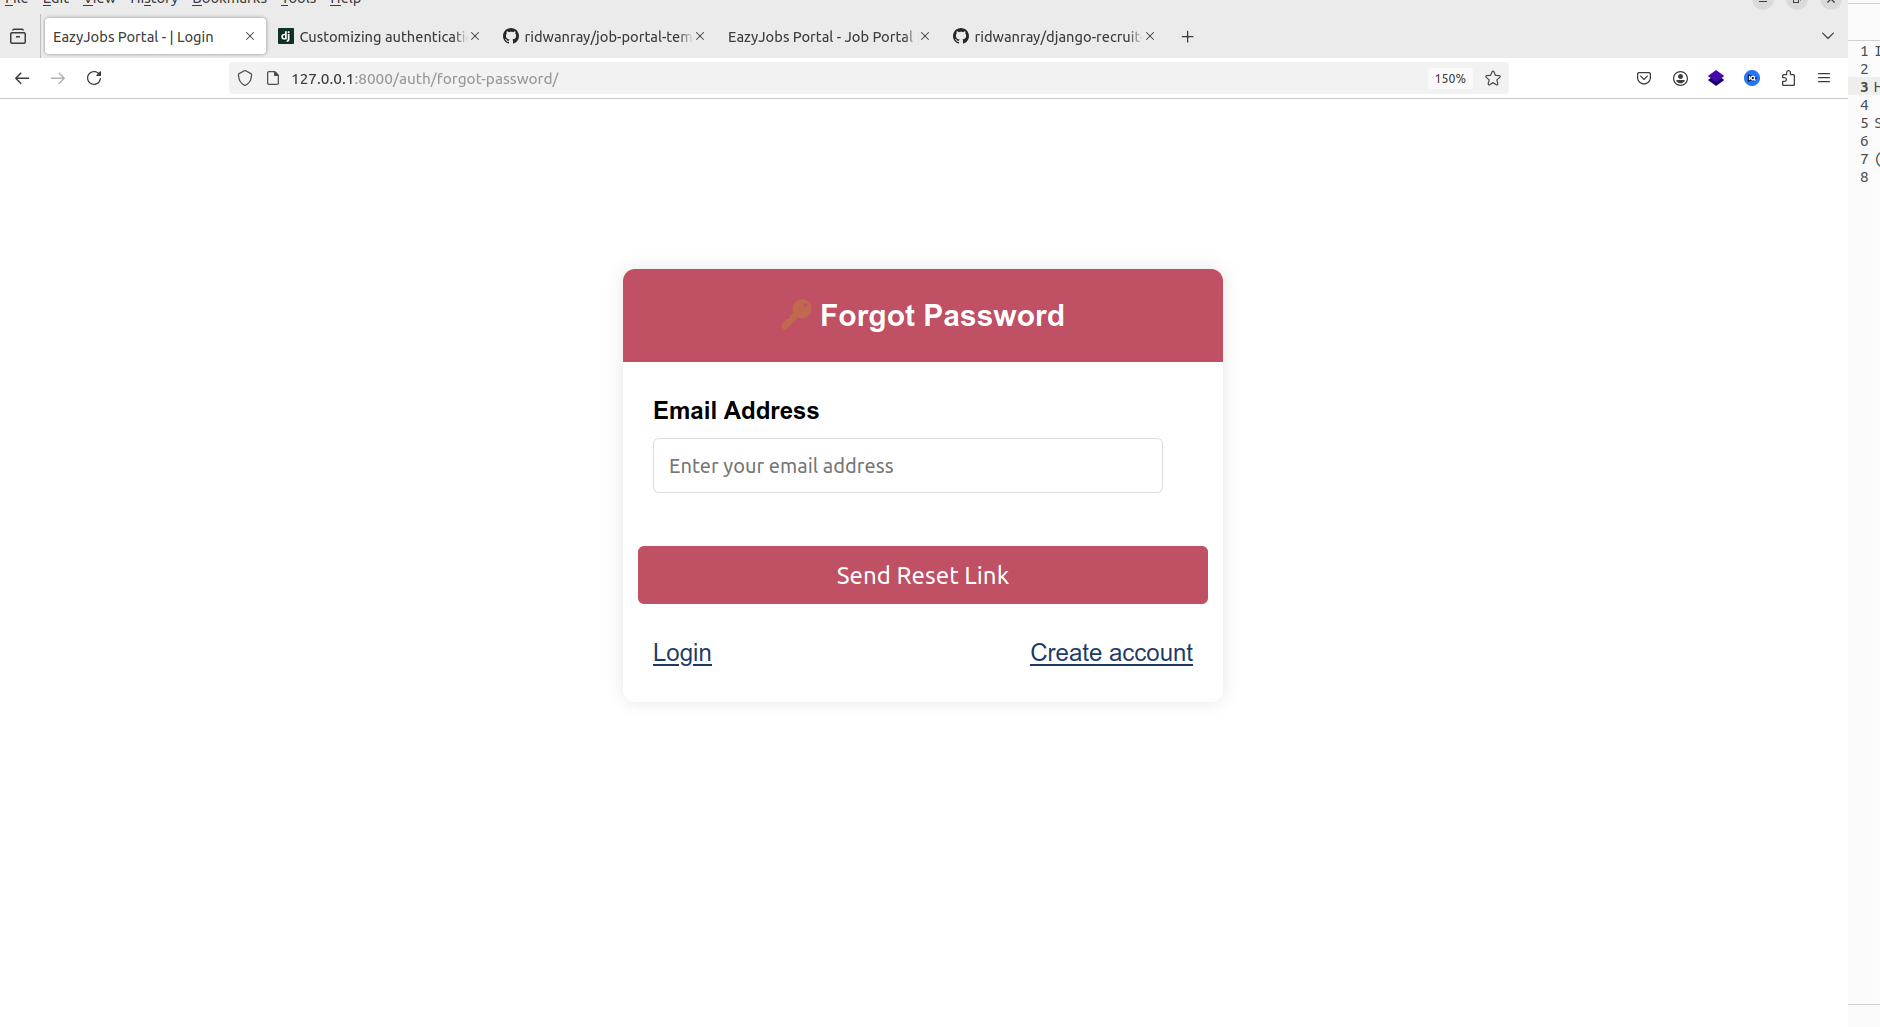 File Edit View History Bookmarks Tools Help
EazyJobs Portal - | Login
Customizing authenticati
ridwanray/job-portal-tem
EazyJobs Portal - Job Portal
ridwanray/django-recruit
127.0.0.1:8000/auth/forgot-password/
150%
Forgot Password
Email Address
Enter your email address
Send Reset Link
Login
Create account
1
2
3
4
5
6
7
8